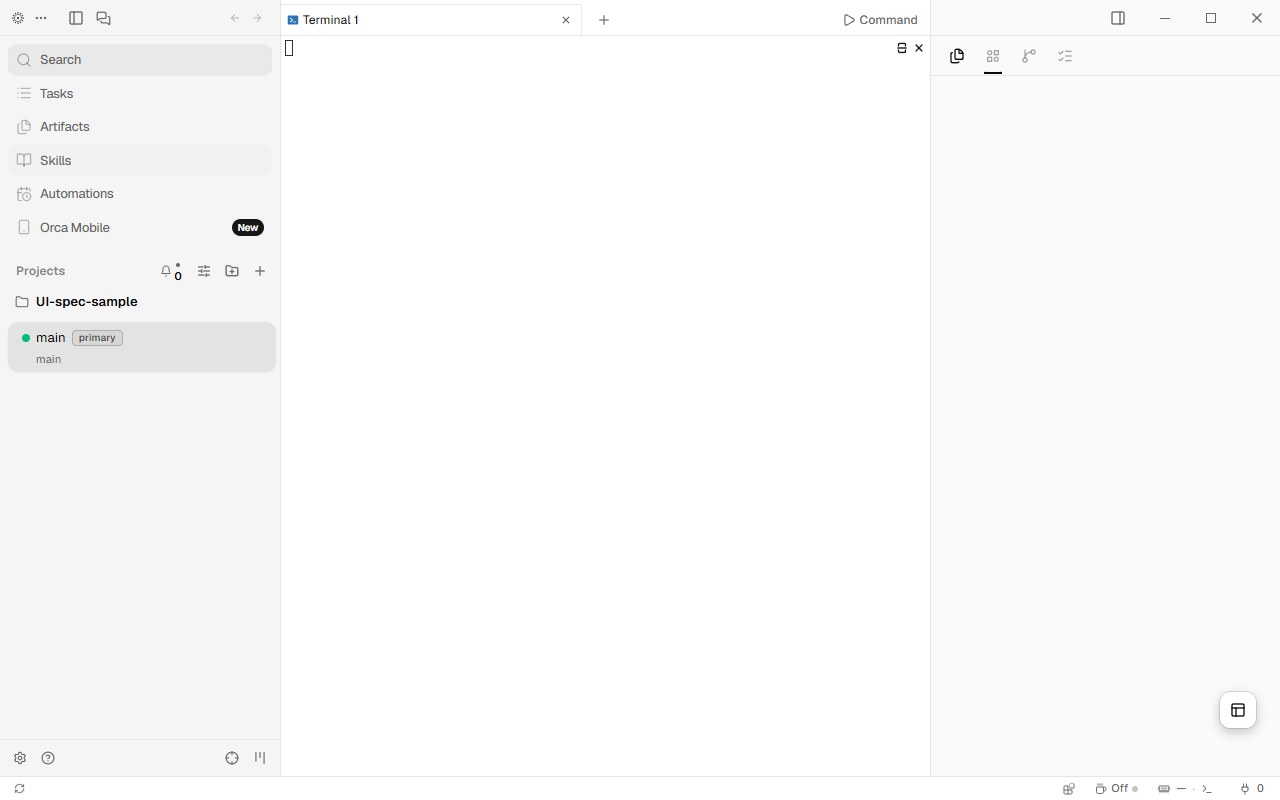 Terminal 1
Command
Search
Tasks
Artifacts
Skills
Automations
Orca Mobile
New
Projects
0
UI-spec-sample
main
primary
main
Off
0